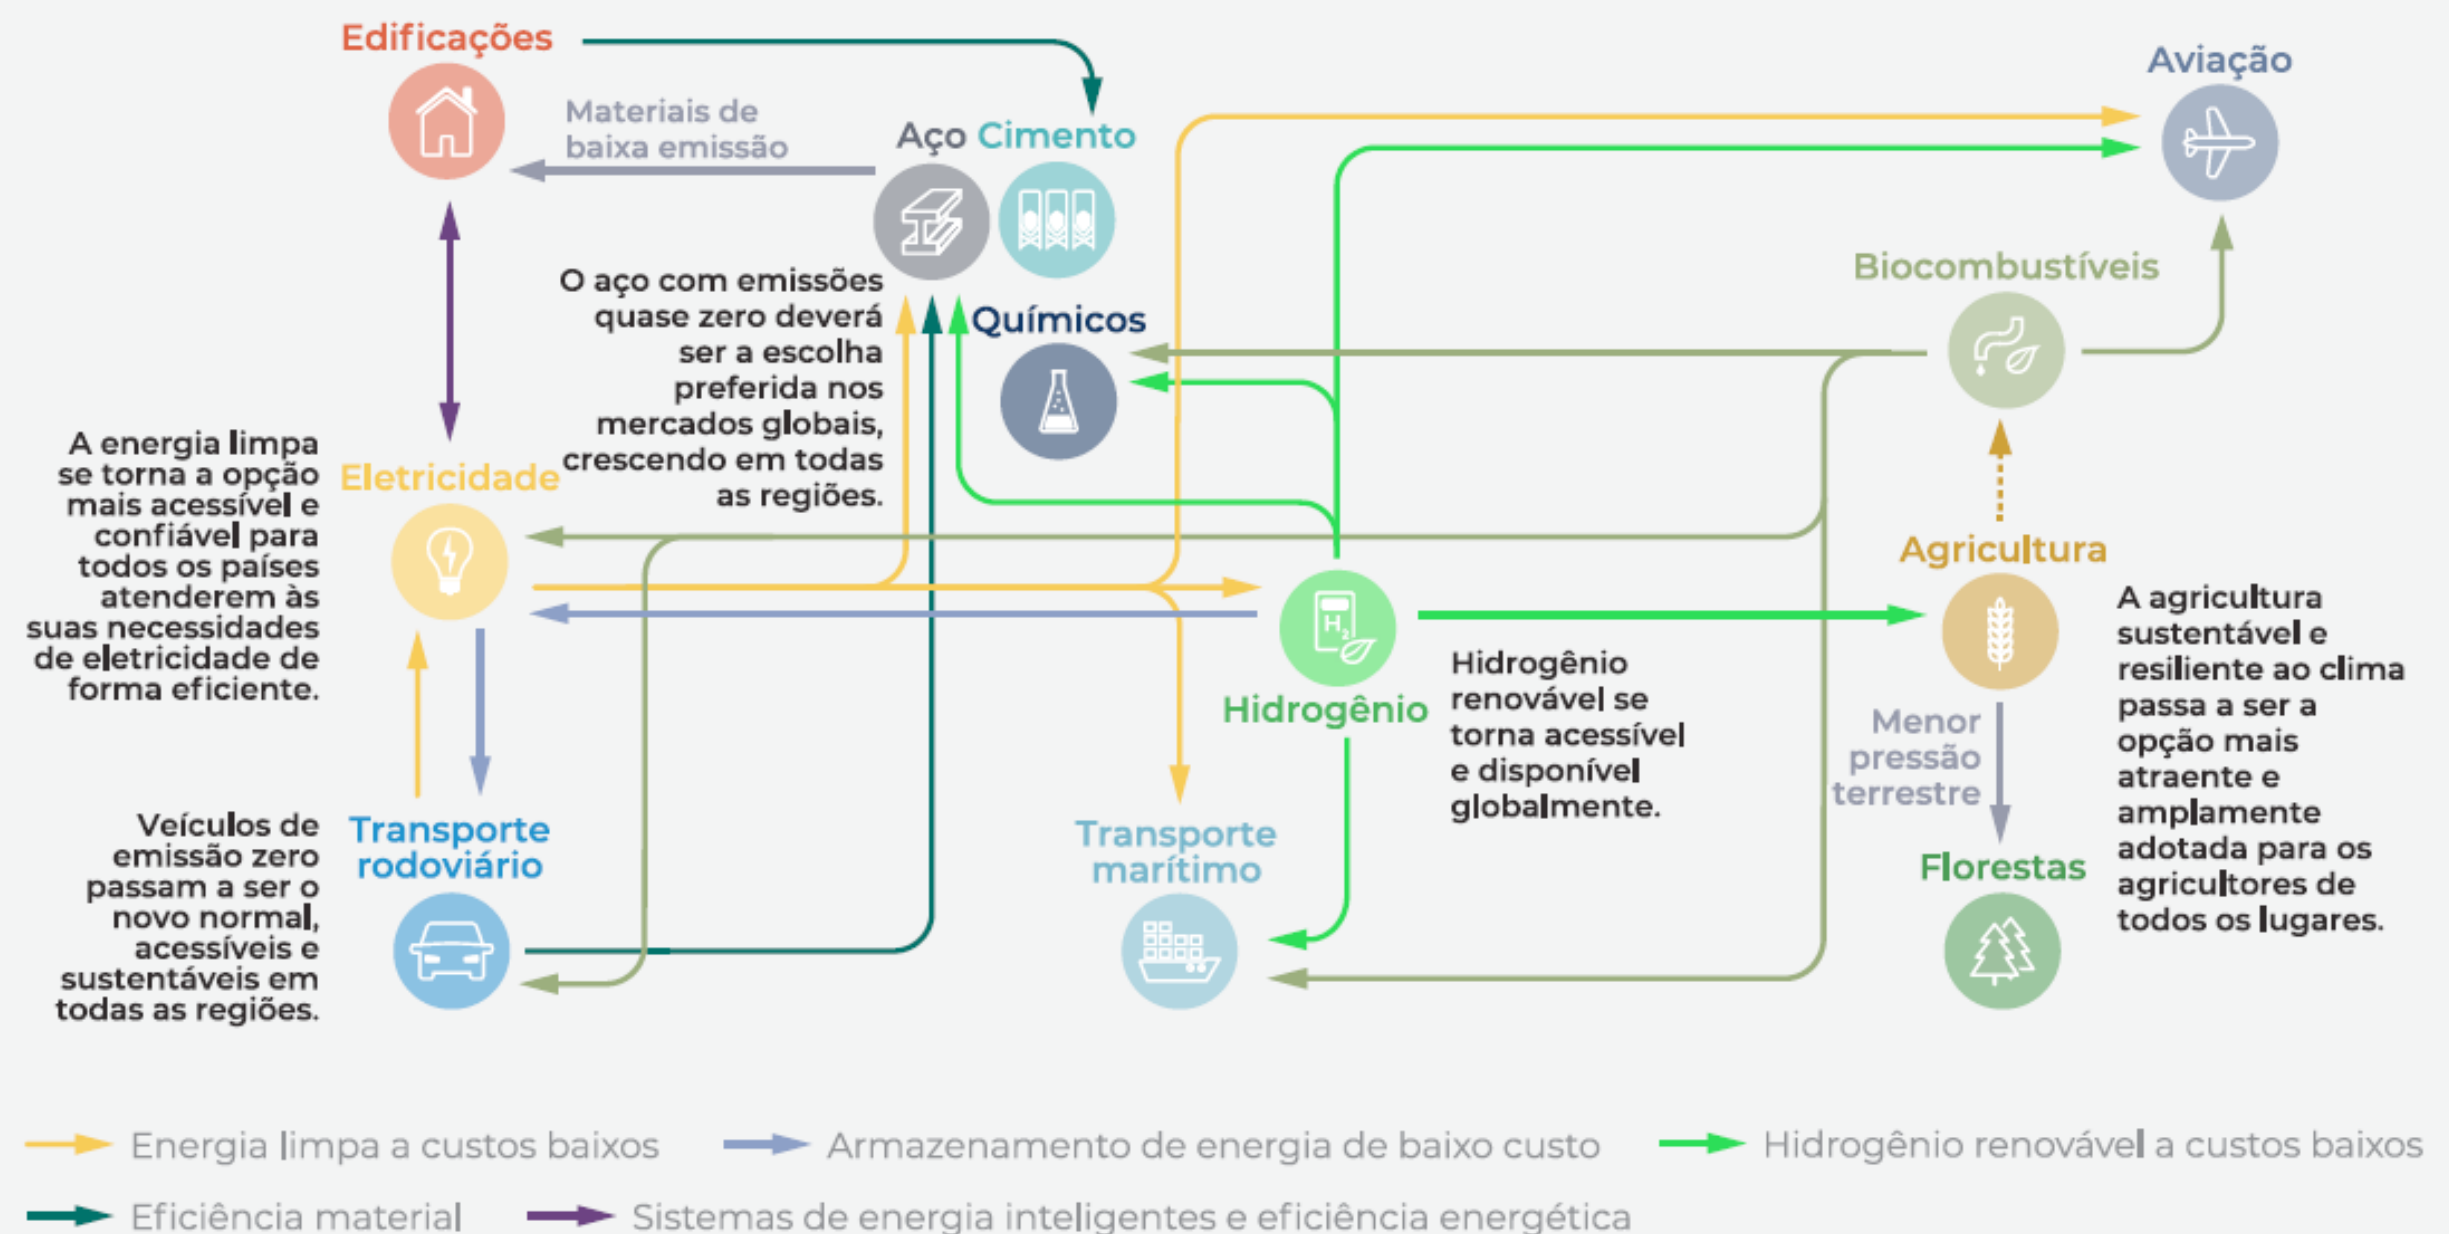 Edificações
Aviação
Materiais de
baixa emissão
Aço
Cimento
Biocombustíveis
O aço com emissões
quase zero deverá
ser a escolha
preferida nos
mercados globais,
crescendo em todas
as regiões.
Químicos
A energia limpa
se torna a opção
mais acessível e
confiável para
todos os países
atenderem às
suas necessidades
de eletricidade de
forma eficiente.
Eletricidade
Agricultura
A agricultura
sustentável e
resiliente ao clima
passa a ser a
opção mais
atraente e
amplamente
adotada para os
agricultores de
todos os lugares.
H2
Hidrogênio
Hidrogênio
renovável se
torna acessível
e disponível
globalmente.
Menor
pressão
terrestre
Veículos de
emissão zero
passam a ser o
novo normal,
acessíveis e
sustentáveis em
todas as regiões.
Transporte
rodoviário
Transporte
marítimo
Florestas
Energia limpa a custos baixos
Armazenamento de energia de baixo custo
Hidrogênio renovável a custos baixos
Eficiência material
Sistemas de energia inteligentes e eficiência energética